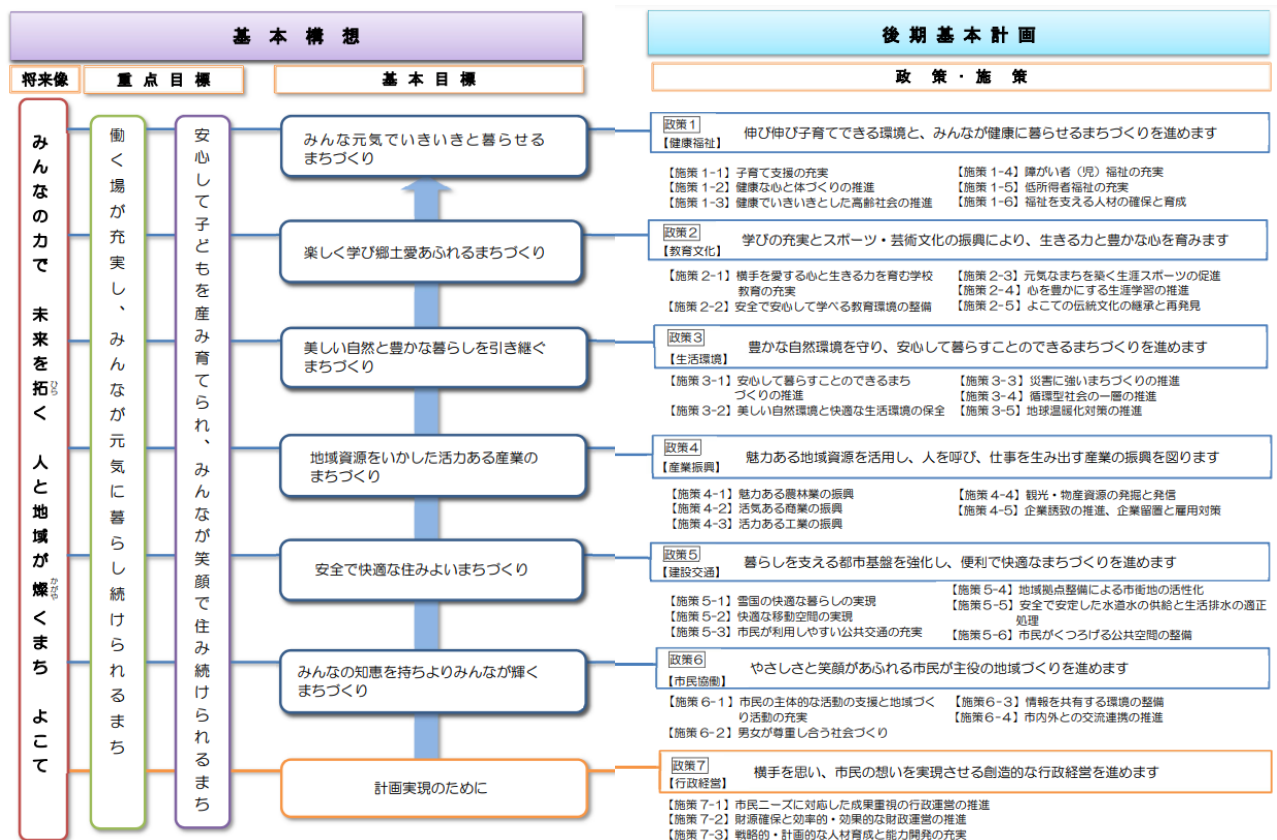 基本構想
後期基本計画
将来像
重点目標
基本目標
政策・施策
みんなの力で 未来を拓く 人と地域が燦くまち よこて
ひら
かがや
働く場が充実し、みんなが元気に暮らし続けられるまち
安心して子どもを産み育てられ、みんなが笑顔で住み続けられるまち
みんな元気でいきいきと暮らせる
まちづくり
政策1
【健康福祉】
伸び伸び子育てできる環境と、みんなが健康に暮らせるまちづくりを進めます
【施策 1-1】子育て支援の充実
【施策 1-2】健康な心と体づくりの推進
【施策 1-3】健康でいきいきとした高齢社会の推進
【施策 1-4】障がい者（児）福祉の充実
【施策 1-5】低所得者福祉の充実
【施策 1-6】福祉を支える人材の確保と育成
楽しく学び郷土愛あふれるまちづくり
政策2
【教育文化】
学びの充実とスポーツ・芸術文化の振興により、生きる力と豊かな心を育みます
【施策 2-1】横手を愛する心と生きる力を育む学校
教育の充実
【施策 2-2】安全で安心して学べる教育環境の整備
【施策 2-3】元気なまちを築く生涯スポーツの促進
【施策 2-4】心を豊かにする生涯学習の推進
【施策 2-5】よこての伝統文化の継承と再発見
美しい自然と豊かな暮らしを引き継ぐ
まちづくり
政策3
【生活環境】
豊かな自然環境を守り、安心して暮らすことのできるまちづくりを進めます
【施策 3-1】安心して暮らすことのできるまち
づくりの推進
【施策 3-2】美しい自然環境と快適な生活環境の保全
【施策 3-3】災害に強いまちづくりの推進
【施策 3-4】循環型社会の一層の推進
【施策 3-5】地球温暖化対策の推進
地域資源をいかした活力ある産業の
まちづくり
政策4
【産業振興】
魅力ある地域資源を活用し、人を呼び、仕事を生み出す産業の振興を図ります
【施策 4-1】魅力ある農林業の振興
【施策 4-2】活気ある商業の振興
【施策 4-3】活力ある工業の振興
【施策 4-4】観光・物産資源の発掘と発信
【施策 4-5】企業誘致の推進、企業留置と雇用対策
安全で快適な住みよいまちづくり
政策5
【建設交通】
暮らしを支える都市基盤を強化し、便利で快適なまちづくりを進めます
【施策 5-1】雪国の快適な暮らしの実現
【施策 5-2】快適な移動空間の実現
【施策 5-3】市民が利用しやすい公共交通の充実
【施策 5-4】地域拠点整備による市街地の活性化
【施策 5-5】安全で安定した水道水の供給と生活排水の適正
処理
【施策 5-6】市民がくつろげる公共空間の整備
みんなの知恵を持ちよりみんなが輝く
まちづくり
政策6
【市民協働】
やさしさと笑顔があふれる市民が主役の地域づくりを進めます
【施策 6-1】市民の主体的な活動の支援と地域づく
り活動の充実
【施策 6-2】男女が尊重し合う社会づくり
【施策6-3】情報を共有する環境の整備
【施策6-4】市内外との交流連携の推進
計画実現のために
政策7
【行政経営】
横手を思い、市民の想いを実現させる創造的な行政経営を進めます
【施策 7-1】市民ニーズに対応した成果重視の行政運営の推進
【施策 7-2】財源確保と効率的・効果的な財政運営の推進
【施策 7-3】戦略的・計画的な人材育成と能力開発の充実